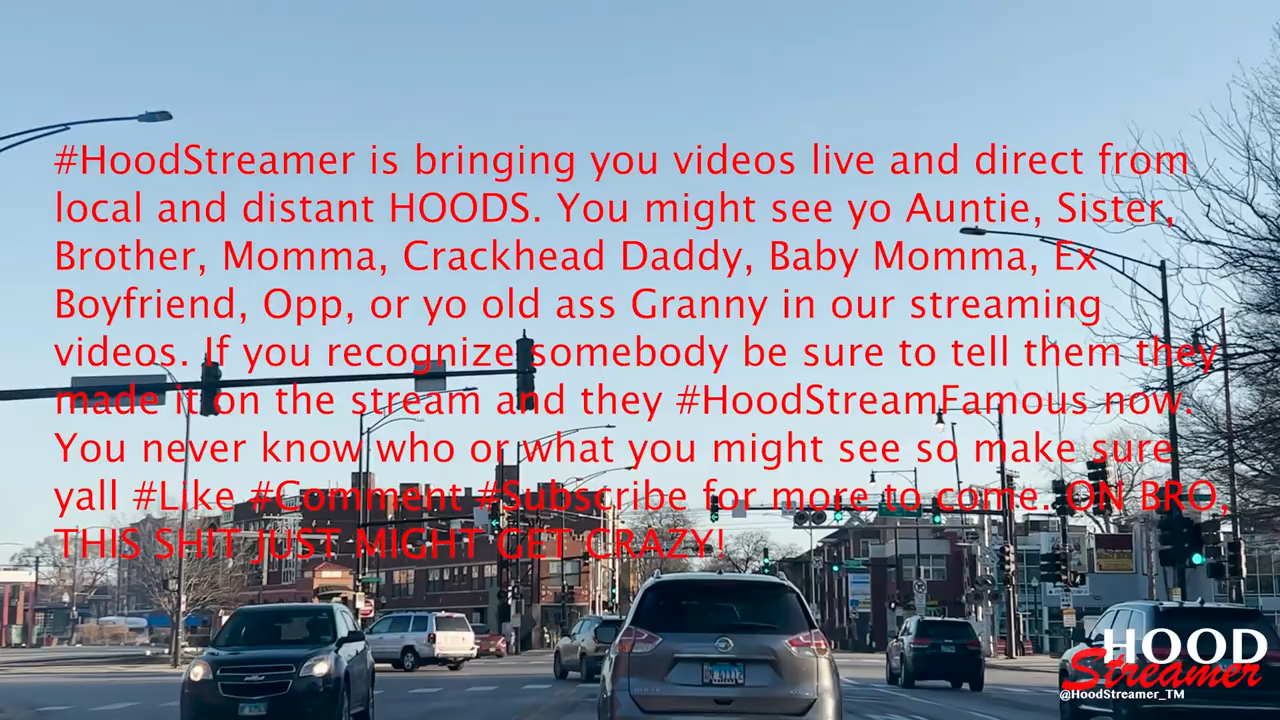 #HoodStreamer is bringing you videos live and direct from
local and distant HOODS. You might see yo Auntie, Sister,
Brother, Momma, Crackhead Daddy, Baby Momma, Ex
Boyfriend, Opp, or yo old ass Granny in our streaming
videos. If you recognize somebody be sure to tell them they
made it on the stream and they #HoodStreamFamous now.
You never know who or what you might see so make sure
yall #Like #Comment #Subscribe for more to come. ON BRO,
THIS SHIT JUST MIGHT GET CRAZY!
HOOD
Streamer
@HoodStreamer_TM